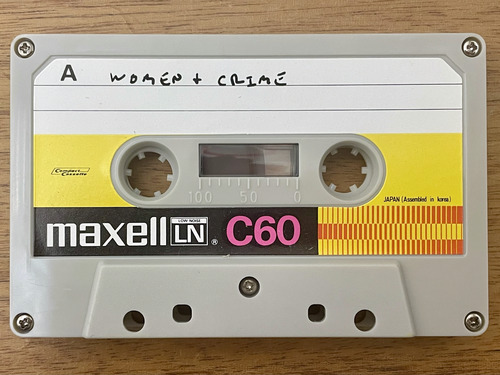 A WOMEN + CRIME
Compact Cassette
100 50 0
JAPAN (Assembled in korea)
maxell LOW NOISE LN ® C60